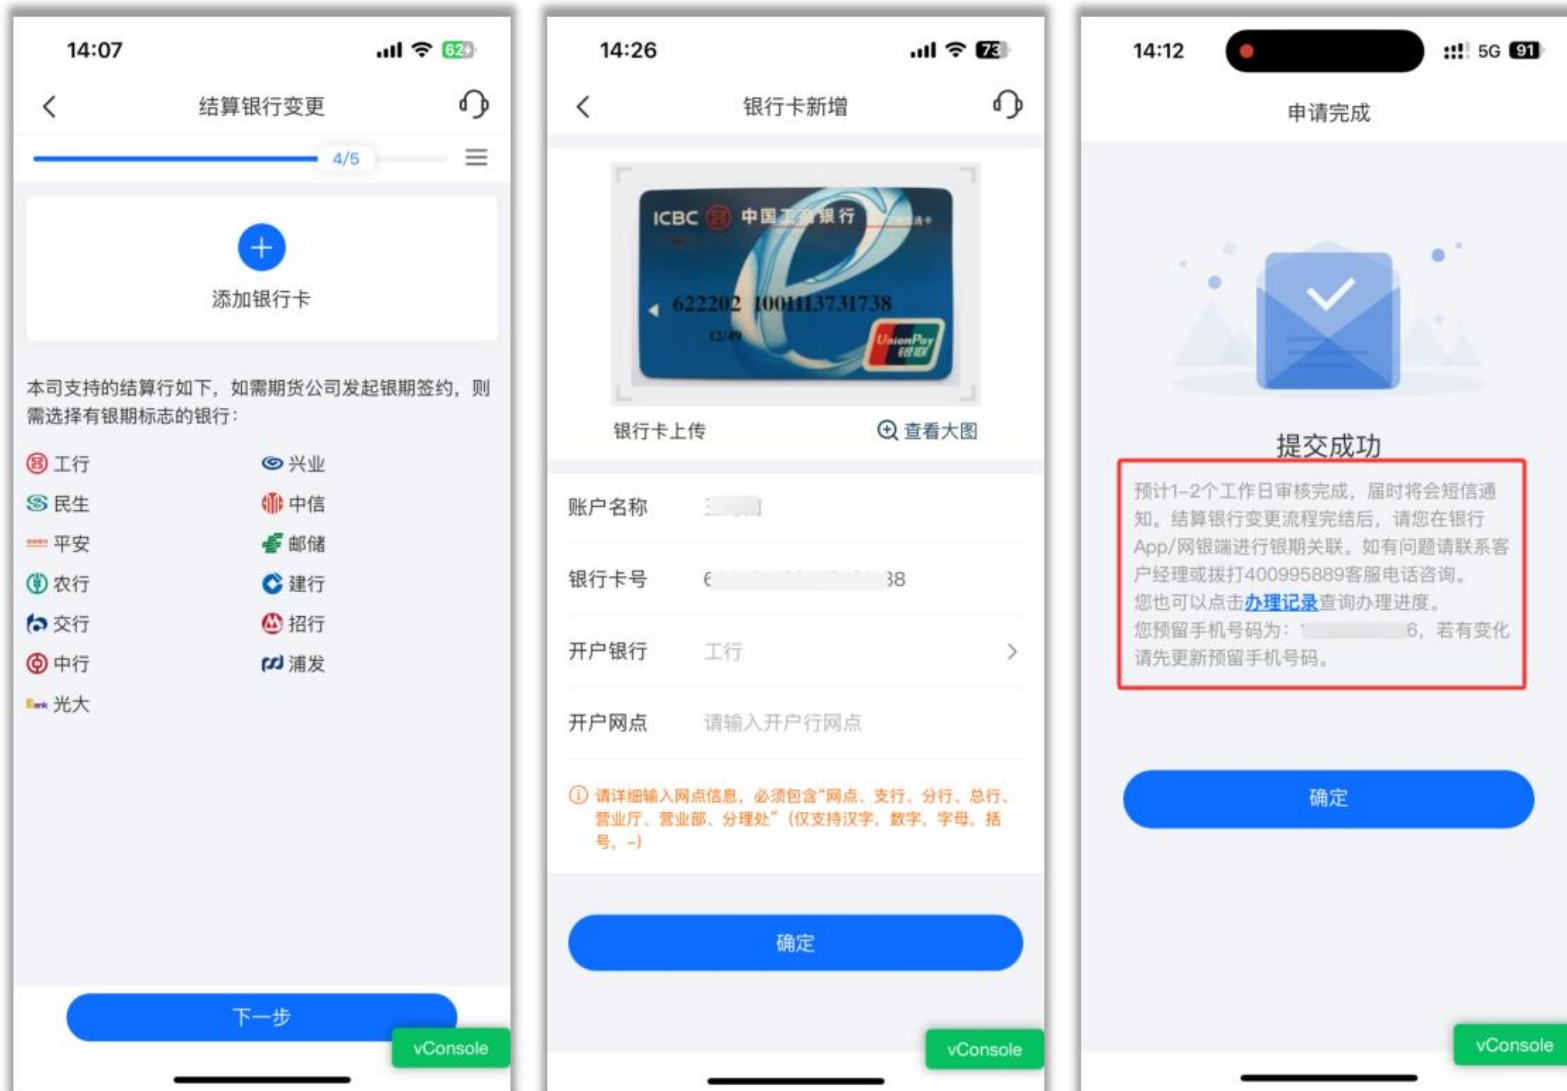 14:07
62
结算银行变更
4/5
添加银行卡
本司支持的结算行如下，如需期货公司发起银期签约，则
需选择有银期标志的银行：
工行
兴业
民生
中信
平安
邮储
农行
建行
交行
招行
中行
浦发
光大
下一步
vConsole
14:26
73
银行卡新增
ICBC 中国工商银行
622202 1001113731738
12/49
UnionPay
银联
银行卡上传
查看大图
账户名称
银行卡号 6 38
开户银行 工行
开户网点 请输入开户行网点
请详细输入网点信息，必须包含“网点、支行、分行、总行、
营业厅、营业部、分理处”（仅支持汉字，数字，字母，括
号，-）
确定
vConsole
14:12
5G 91
申请完成
提交成功
预计1-2个工作日审核完成，届时将会短信通
知。结算银行变更流程完结后，请您在银行
App/网银端进行银期关联。如有问题请联系客
户经理或拨打400995889客服电话咨询。
您也可以点击办理记录查询办理进度。
您预留手机号码为：1 6，若有变化
请先更新预留手机号码。
确定
vConsole